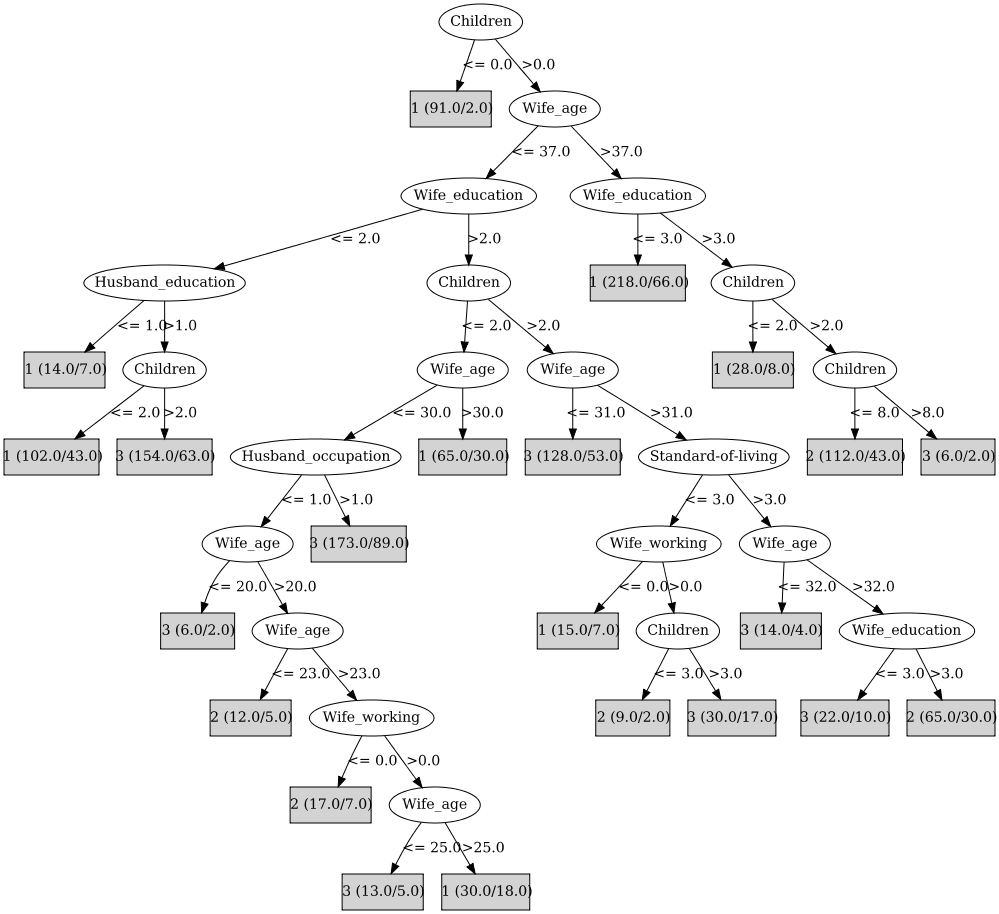 Children
<= 0.0 >0.0
1 (91.0/2.0) Wife_age
<= 37.0 >37.0
Wife_education Wife_education
<= 2.0 >2.0 <= 3.0 >3.0
Husband_education Children 1 (218.0/66.0) Children
<= 1.0 >1.0 <= 2.0 >2.0 <= 2.0 >2.0
1 (14.0/7.0) Children Wife_age Wife_age 1 (28.0/8.0) Children
<= 2.0 >2.0 <= 30.0 >30.0 <= 31.0 >31.0 <= 8.0 >8.0
1 (102.0/43.0) 3 (154.0/63.0) Husband_occupation 1 (65.0/30.0) 3 (128.0/53.0) Standard-of-living 2 (112.0/43.0) 3 (6.0/2.0)
<= 1.0 >1.0 <= 3.0 >3.0
Wife_age 3 (173.0/89.0) Wife_working Wife_age
<= 20.0 >20.0 <= 0.0 >0.0 <= 32.0 >32.0
3 (6.0/2.0) Wife_age 1 (15.0/7.0) Children 3 (14.0/4.0) Wife_education
<= 23.0 >23.0 <= 3.0 >3.0 <= 3.0 >3.0
2 (12.0/5.0) Wife_working 2 (9.0/2.0) 3 (30.0/17.0) 3 (22.0/10.0) 2 (65.0/30.0)
<= 0.0 >0.0
2 (17.0/7.0) Wife_age
<= 25.0 >25.0
3 (13.0/5.0) 1 (30.0/18.0)